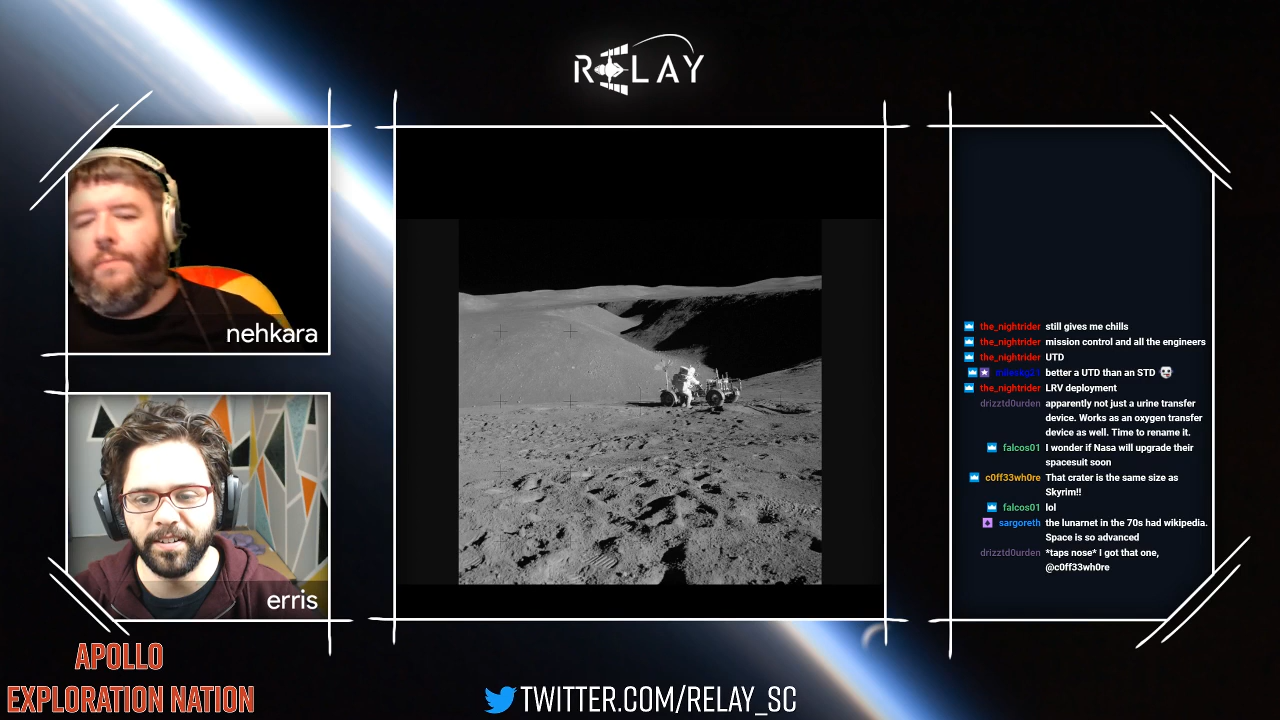 RELAY
nehkara
erris
the_nightrider still gives me chills
the_nightrider mission control and all the engineers
the_nightrider UTD
better a UTD than an STD
the_nightrider LRV deployment
drizztd0urden apparently not just a urine transfer
device. Works as an oxygen transfer
device as well. Time to rename it.
falcos01 I wonder if Nasa will upgrade their
spacesuit soon
c0ff33wh0re That crater is the same size as
Skyrim!!
falcos01 lol
sargoreth the lunarnet in the 70s had wikipedia.
Space is so advanced
drizztd0urden *taps nose* I got that one,
@c0ff33wh0re
APOLLO
EXPLORATION NATION
TWITTER.COM/RELAY_SC